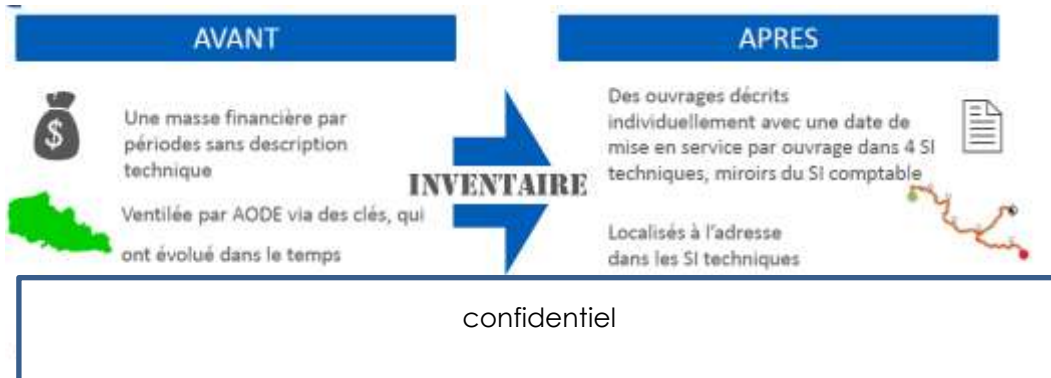 AVANT
Une masse financière par
périodes sans description
technique
Ventilée par AODE via des clés, qui
ont évolué dans le temps
INVENTAIRE
APRES
Des ouvrages décrits
individuellement avec une date de
mise en service par ouvrage dans 4 SI
techniques, miroirs du SI comptable
Localisés à l'adresse
dans les SI techniques
confidentiel